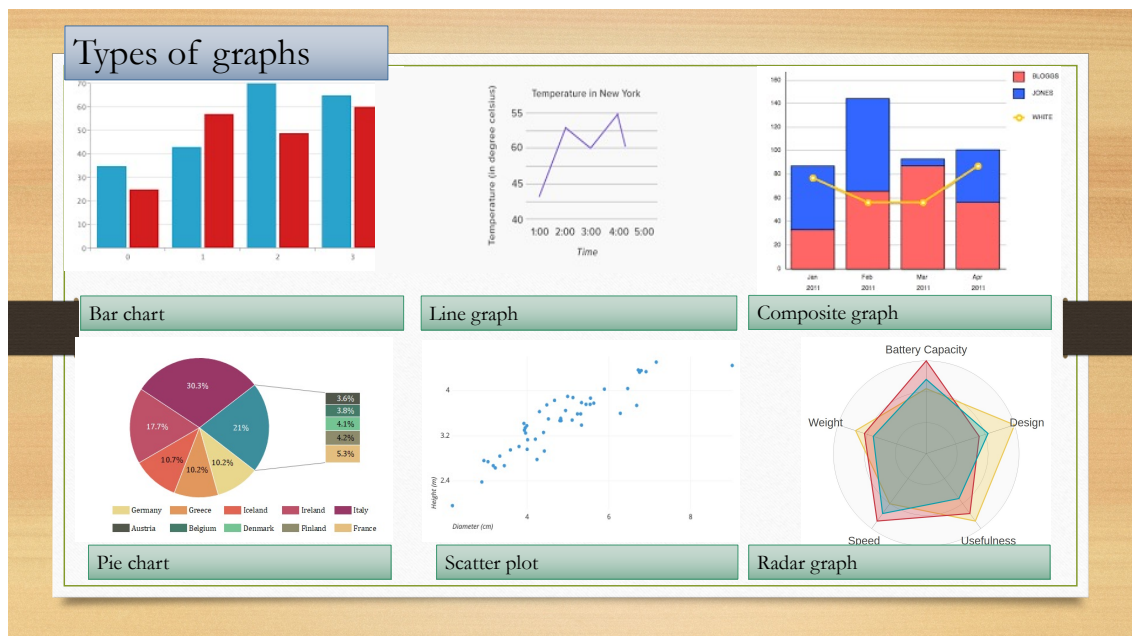 Types of graphs
70
60
50
40
30
20
10
0
0 1 2 3
Bar chart
Temperature in New York
Temperature (in degree celsius)
55
60
45
40
1:00 2:00 3:00 4:00 5:00
Time
Line graph
160
140
120
100
80
60
40
20
0
Jan Feb Mar Apr
2011 2011 2011 2011
BLOGGS
JONES
WHITE
Composite graph
30.3%
17.7%
21%
10.7%
10.2%
10.2%
3.6%
3.8%
4.1%
4.2%
5.3%
Germany Greece Iceland Ireland Italy
Austria Belgium Denmark Finland France
Pie chart
4
3.2
2.4
Height (m)
4 6 8
Diameter (cm)
Scatter plot
Battery Capacity
Weight
Design
Speed
Usefulness
Radar graph